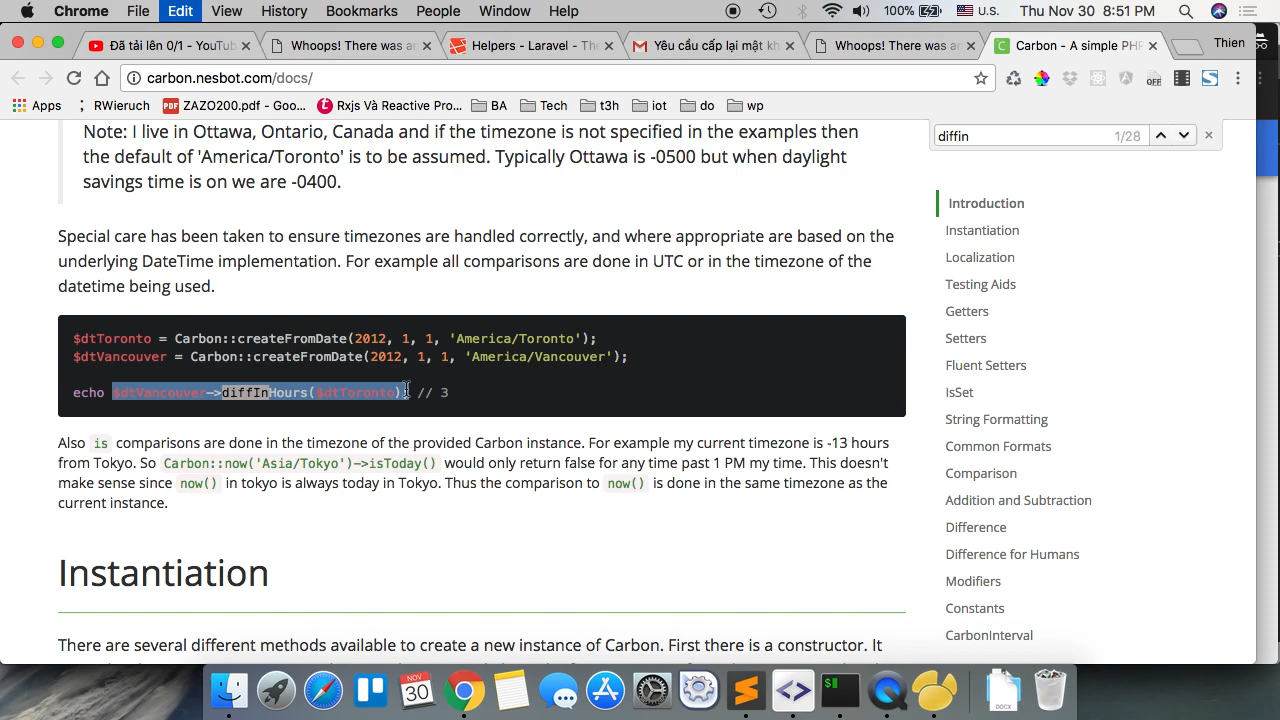 Chrome File Edit View History Bookmarks People Window Help 100% U.S. Thu Nov 30 8:51 PM
Đã tải lên 0/1 - YouTub Whoops! There was an Helpers - Laravel - The Yêu cầu cấp lại mật kh Whoops! There was an Carbon - A simple PHP Thien
carbon.nesbot.com/docs/ OFF
Apps RWieruch ZAZO200.pdf - Goo... Rxjs Và Reactive Pro... BA Tech t3h iot do wp
diffin 1/28
Note: I live in Ottawa, Ontario, Canada and if the timezone is not specified in the examples then
the default of 'America/Toronto' is to be assumed. Typically Ottawa is -0500 but when daylight
savings time is on we are -0400.
Special care has been taken to ensure timezones are handled correctly, and where appropriate are based on the
underlying DateTime implementation. For example all comparisons are done in UTC or in the timezone of the
datetime being used.
$dtToronto = Carbon::createFromDate(2012, 1, 1, 'America/Toronto');
$dtVancouver = Carbon::createFromDate(2012, 1, 1, 'America/Vancouver');
echo $dtVancouver->diffInHours($dtToronto); // 3
Also is comparisons are done in the timezone of the provided Carbon instance. For example my current timezone is -13 hours
from Tokyo. So Carbon::now('Asia/Tokyo')->isToday() would only return false for any time past 1 PM my time. This doesn't
make sense since now() in tokyo is always today in Tokyo. Thus the comparison to now() is done in the same timezone as the
current instance.
Instantiation
There are several different methods available to create a new instance of Carbon. First there is a constructor. It
Introduction
Instantiation
Localization
Testing Aids
Getters
Setters
Fluent Setters
IsSet
String Formatting
Common Formats
Comparison
Addition and Subtraction
Difference
Difference for Humans
Modifiers
Constants
CarbonInterval
NOV
30
$
DOCX